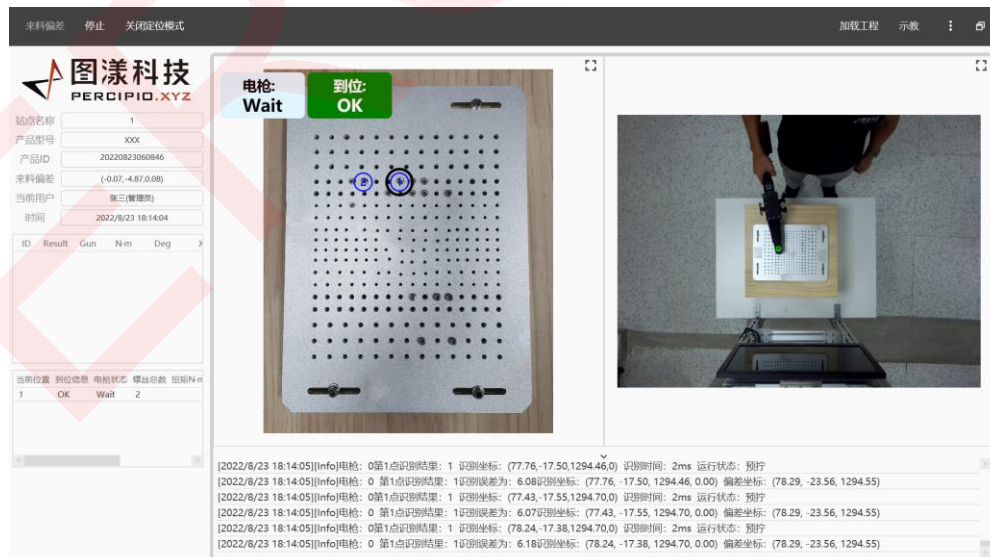 来料偏差 停止 关闭定位模式 加载工程 示教
图漾科技
PERCIPIO.XYZ
站点名称 1
产品型号 XXX
产品ID 20220823060846
来料偏差 (-0.07,-4.87,0.08)
当前用户 张三(管理员)
时间 2022/8/23 18:14:04
ID Result Gun N·m Deg
当前位置 到位信息 电枪状态 螺丝总数 扭矩N·m
1 OK Wait 2
电枪:
Wait
到位:
OK
2
[2022/8/23 18:14:05][Info]电枪：0第1点识别结果：1 识别坐标：(77.76,-17.50,1294.46,0) 识别时间：2ms 运行状态：预拧
[2022/8/23 18:14:05][Info]电枪：0 第1点识别结果：1识别误差为：6.08识别坐标：(77.76, -17.50, 1294.46, 0.00) 偏差坐标：(78.29, -23.56, 1294.55)
[2022/8/23 18:14:05][Info]电枪：0第1点识别结果：1 识别坐标：(77.43,-17.55,1294.70,0) 识别时间：2ms 运行状态：预拧
[2022/8/23 18:14:05][Info]电枪：0 第1点识别结果：1识别误差为：6.07识别坐标：(77.43, -17.55, 1294.70, 0.00) 偏差坐标：(78.29, -23.56, 1294.55)
[2022/8/23 18:14:05][Info]电枪：0第1点识别结果：1 识别坐标：(78.24,-17.38,1294.70,0) 识别时间：2ms 运行状态：预拧
[2022/8/23 18:14:05][Info]电枪：0 第1点识别结果：1识别误差为：6.18识别坐标：(78.24, -17.38, 1294.70, 0.00) 偏差坐标：(78.29, -23.56, 1294.55)